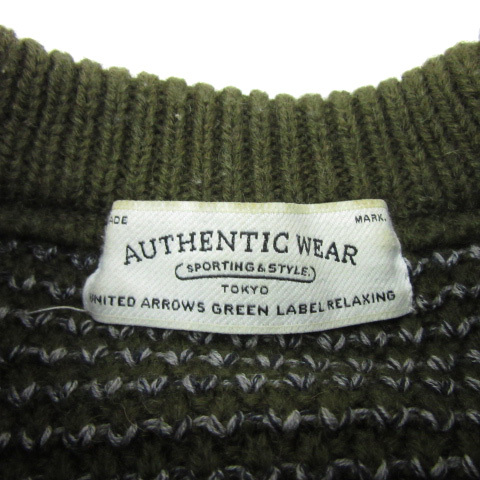 ADE MARK.
AUTHENTIC WEAR
SPORTING & STYLE.
TOKYO
UNITED ARROWS GREEN LABEL RELAXING